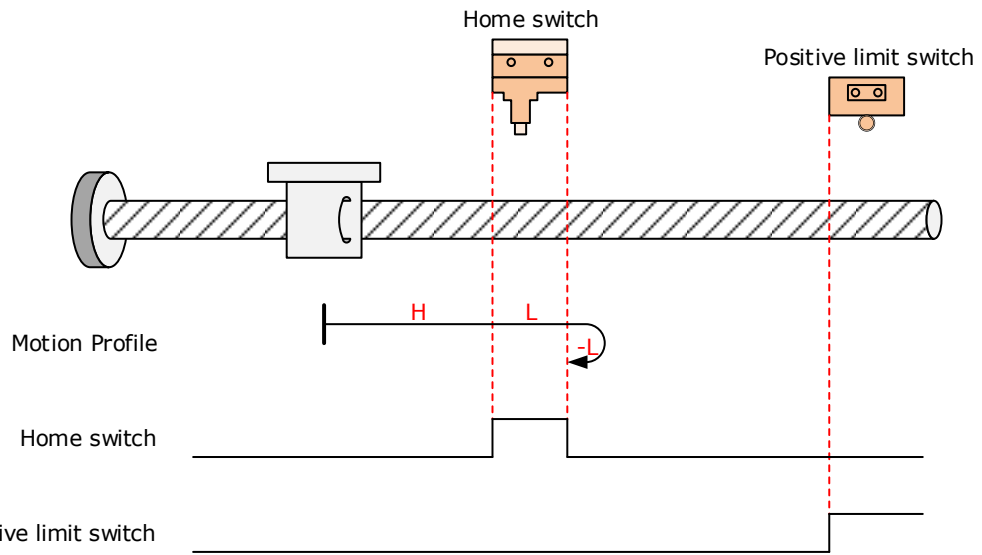 Home switch
Positive limit switch
H
L
-L
Motion Profile
Home switch
ive limit switch